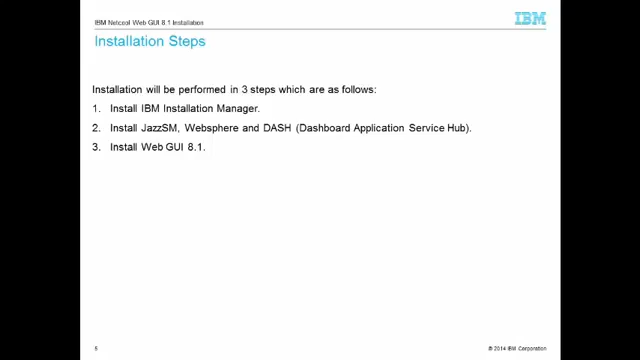 IBM Netcool Web GUI 8.1 Installation
IBM
Installation Steps
Installation will be performed in 3 steps which are as follows:
1. Install IBM Installation Manager.
2. Install JazzSM, Websphere and DASH (Dashboard Application Service Hub).
3. Install Web GUI 8.1.
5
© 2014 IBM Corporation